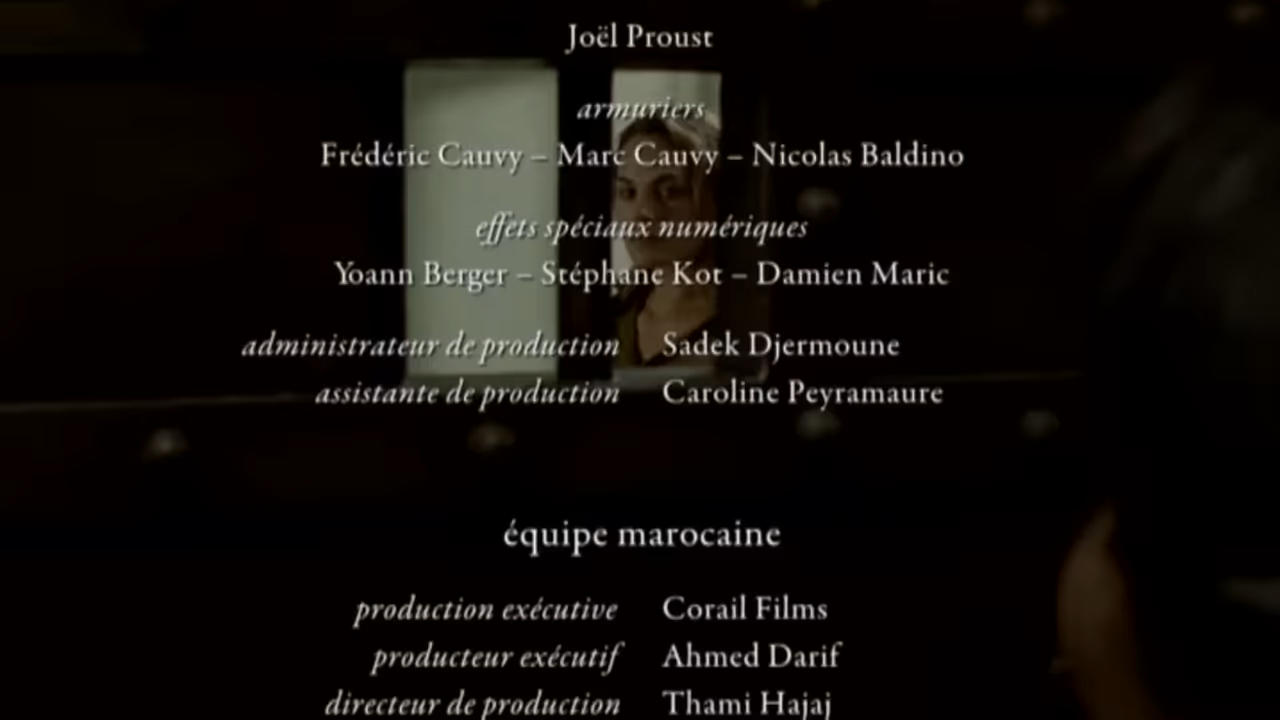 Joël Proust
armuriers
Frédéric Cauvy – Marc Cauvy – Nicolas Baldino
effets spéciaux numériques
Yoann Berger – Stéphane Kot – Damien Maric
administrateur de production Sadek Djermoune
assistante de production Caroline Peyramaure
équipe marocaine
production exécutive Corail Films
producteur exécutif Ahmed Darif
directeur de production Thami Hajaj